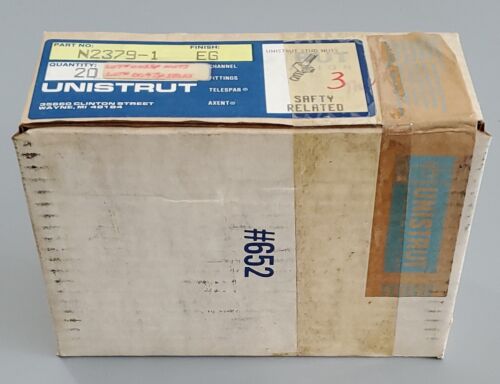 PART NO.:
N2379-1
FINISH:
EG
QUANTITY:
20
UNISTRUT
35660 CLINTON STREET
WAYNE, MI 48184
CHANNEL
FITTINGS
TELESPAR®
AXENT®
UNISTRUT STUD NUTS
3
SAFTY
RELATED
#652
UNISTRUT